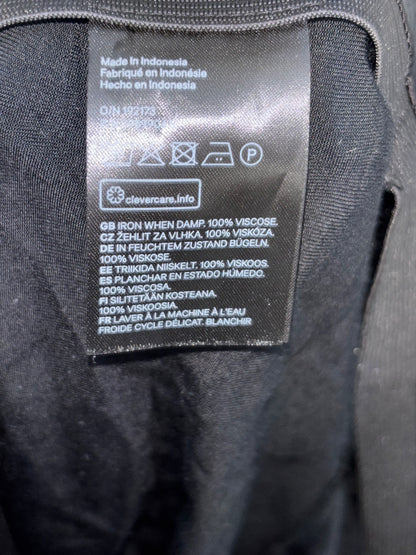 Made in Indonesia
Fabriqué en Indonésie
Hecho en Indonesia
O/N 192173
clevercare.info
GB IRON WHEN DAMP. 100% VISCOSE.
CZ ŽEHLIT ZA VLHKA. 100% VISKÓZA.
DE IN FEUCHTEM ZUSTAND BÜGELN.
100% VISKOSE.
EE TRIIKIDA NIISKELT. 100% VISKOOS.
ES PLANCHAR EN ESTADO HÚMEDO.
100% VISCOSA.
FI SILITETÄÄN KOSTEANA.
100% VISKOOSIA.
FR LAVER À LA MACHINE À L'EAU
FROIDE CYCLE DÉLICAT. BLANCHIR